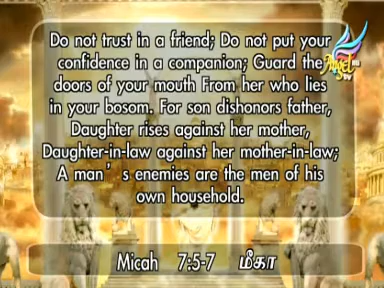 Do not trust in a friend; Do not put your
confidence in a companion; Guard the
doors of your mouth From her who lies
in your bosom. For son dishonors father,
Daughter rises against her mother,
Daughter-in-law against her mother-in-law;
A man's enemies are the men of his
own household.
Angel
Micah 7:5-7 மீகா